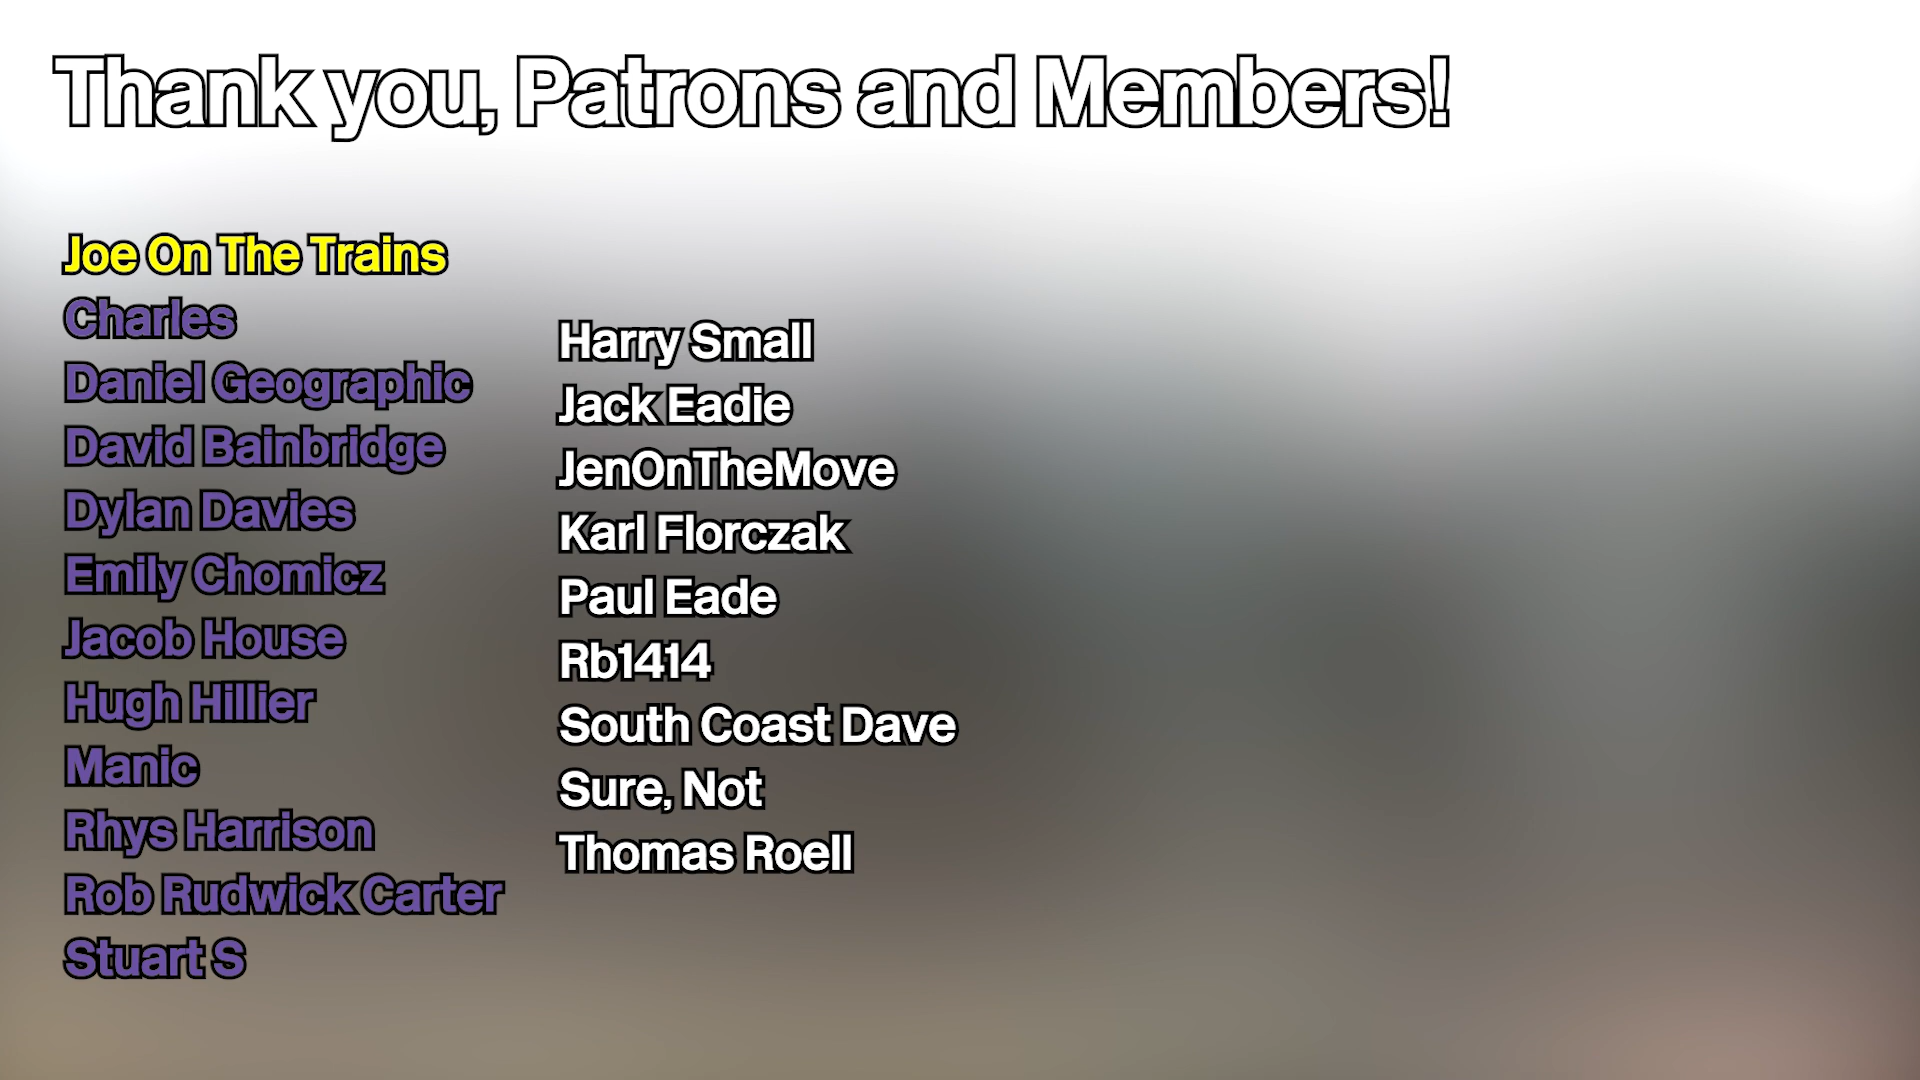 Thank you, Patrons and Members!
Joe On The Trains
Charles
Daniel Geographic
David Bainbridge
Dylan Davies
Emily Chomicz
Jacob House
Hugh Hillier
Manic
Rhys Harrison
Rob Rudwick Carter
Stuart S
Harry Small
Jack Eadie
JenOnTheMove
Karl Florczak
Paul Eade
Rb1414
South Coast Dave
Sure, Not
Thomas Roell